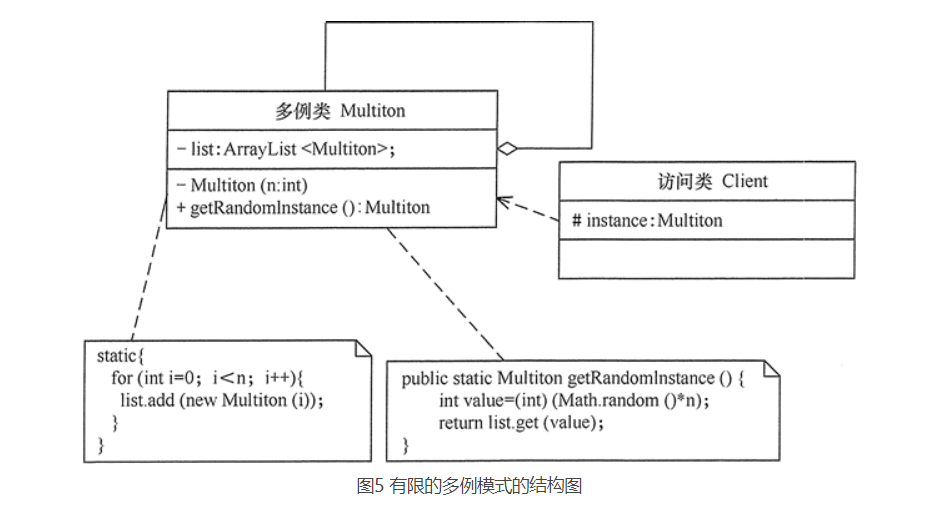 多例类 Multiton
- list:ArrayList <Multiton>;
- Multiton (n:int)
+ getRandomInstance ():Multiton
访问类 Client
# instance:Multiton
static{
for (int i=0; i<n; i++){
list.add (new Multiton (i));
}
}
public static Multiton getRandomInstance () {
int value=(int) (Math.random ()*n);
return list.get (value);
}
图5 有限的多例模式的结构图